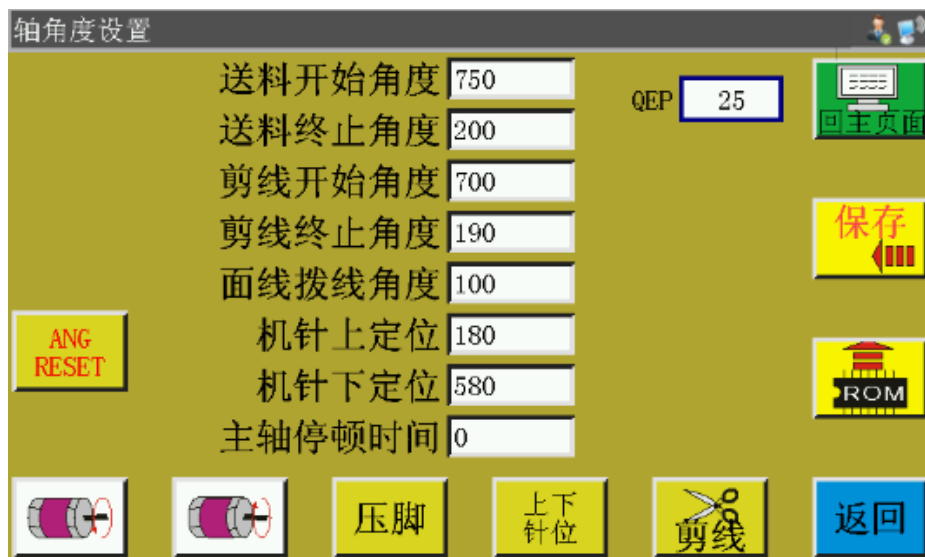 轴角度设置
送料开始角度 750
QEP 25
回主页面
送料终止角度 200
剪线开始角度 700
剪线终止角度 190
保存
面线拨线角度 100
机针上定位 180
ANG
RESET
机针下定位 580
ROM
主轴停顿时间 0
压脚
上下
针位
剪线
返回